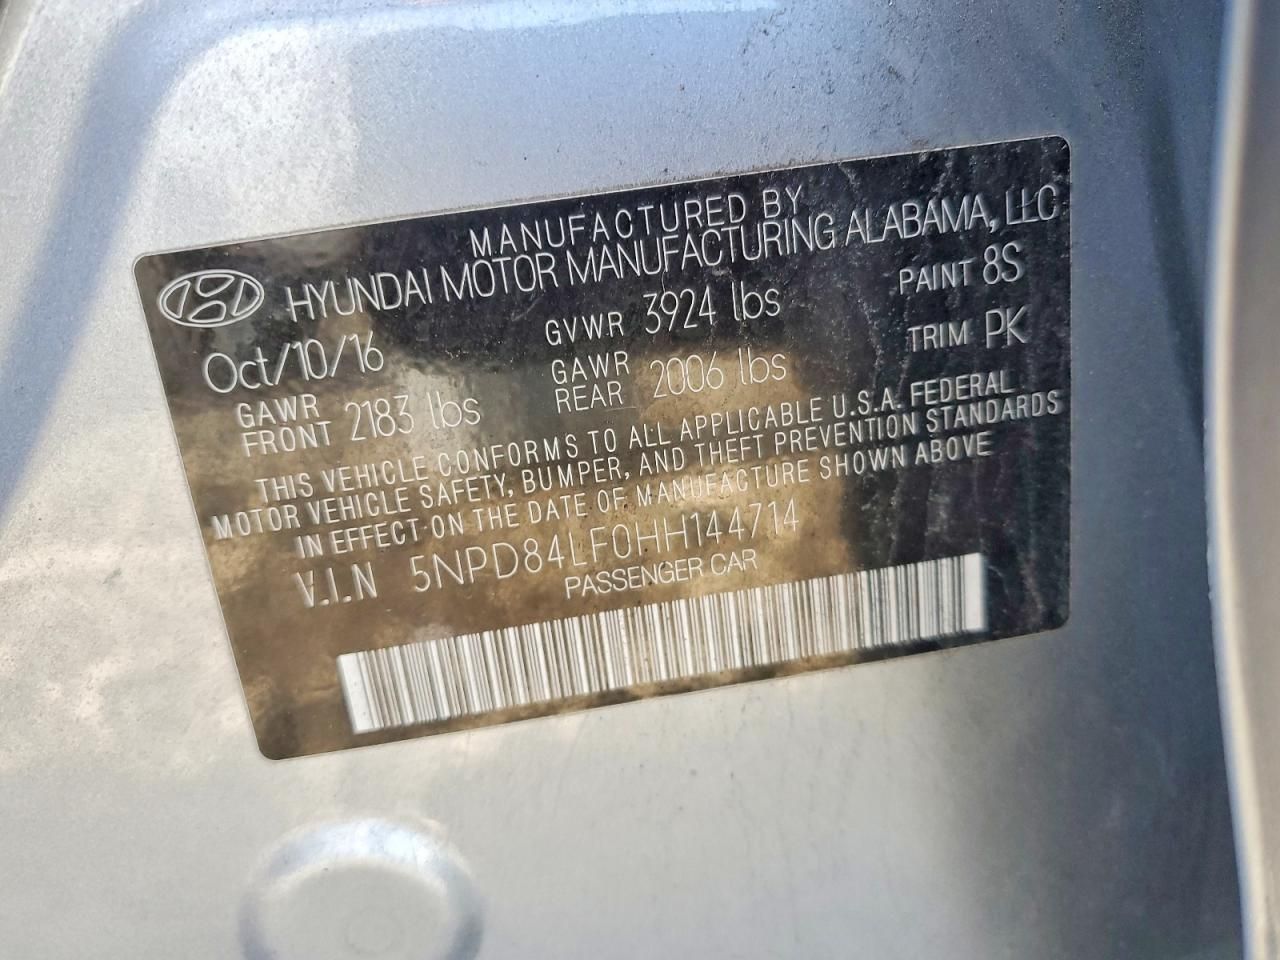 MANUFACTURED BY
HYUNDAI MOTOR MANUFACTURING ALABAMA, LLC
Oct/10/16 GVWR 3924 lbs PAINT 8S
GAWR FRONT 2183 lbs GAWR REAR 2006 lbs TRIM PK
THIS VEHICLE CONFORMS TO ALL APPLICABLE U.S.A. FEDERAL
MOTOR VEHICLE SAFETY, BUMPER, AND THEFT PREVENTION STANDARDS
IN EFFECT ON THE DATE OF MANUFACTURE SHOWN ABOVE
V.I.N 5NPD84LF0HH144714
PASSENGER CAR